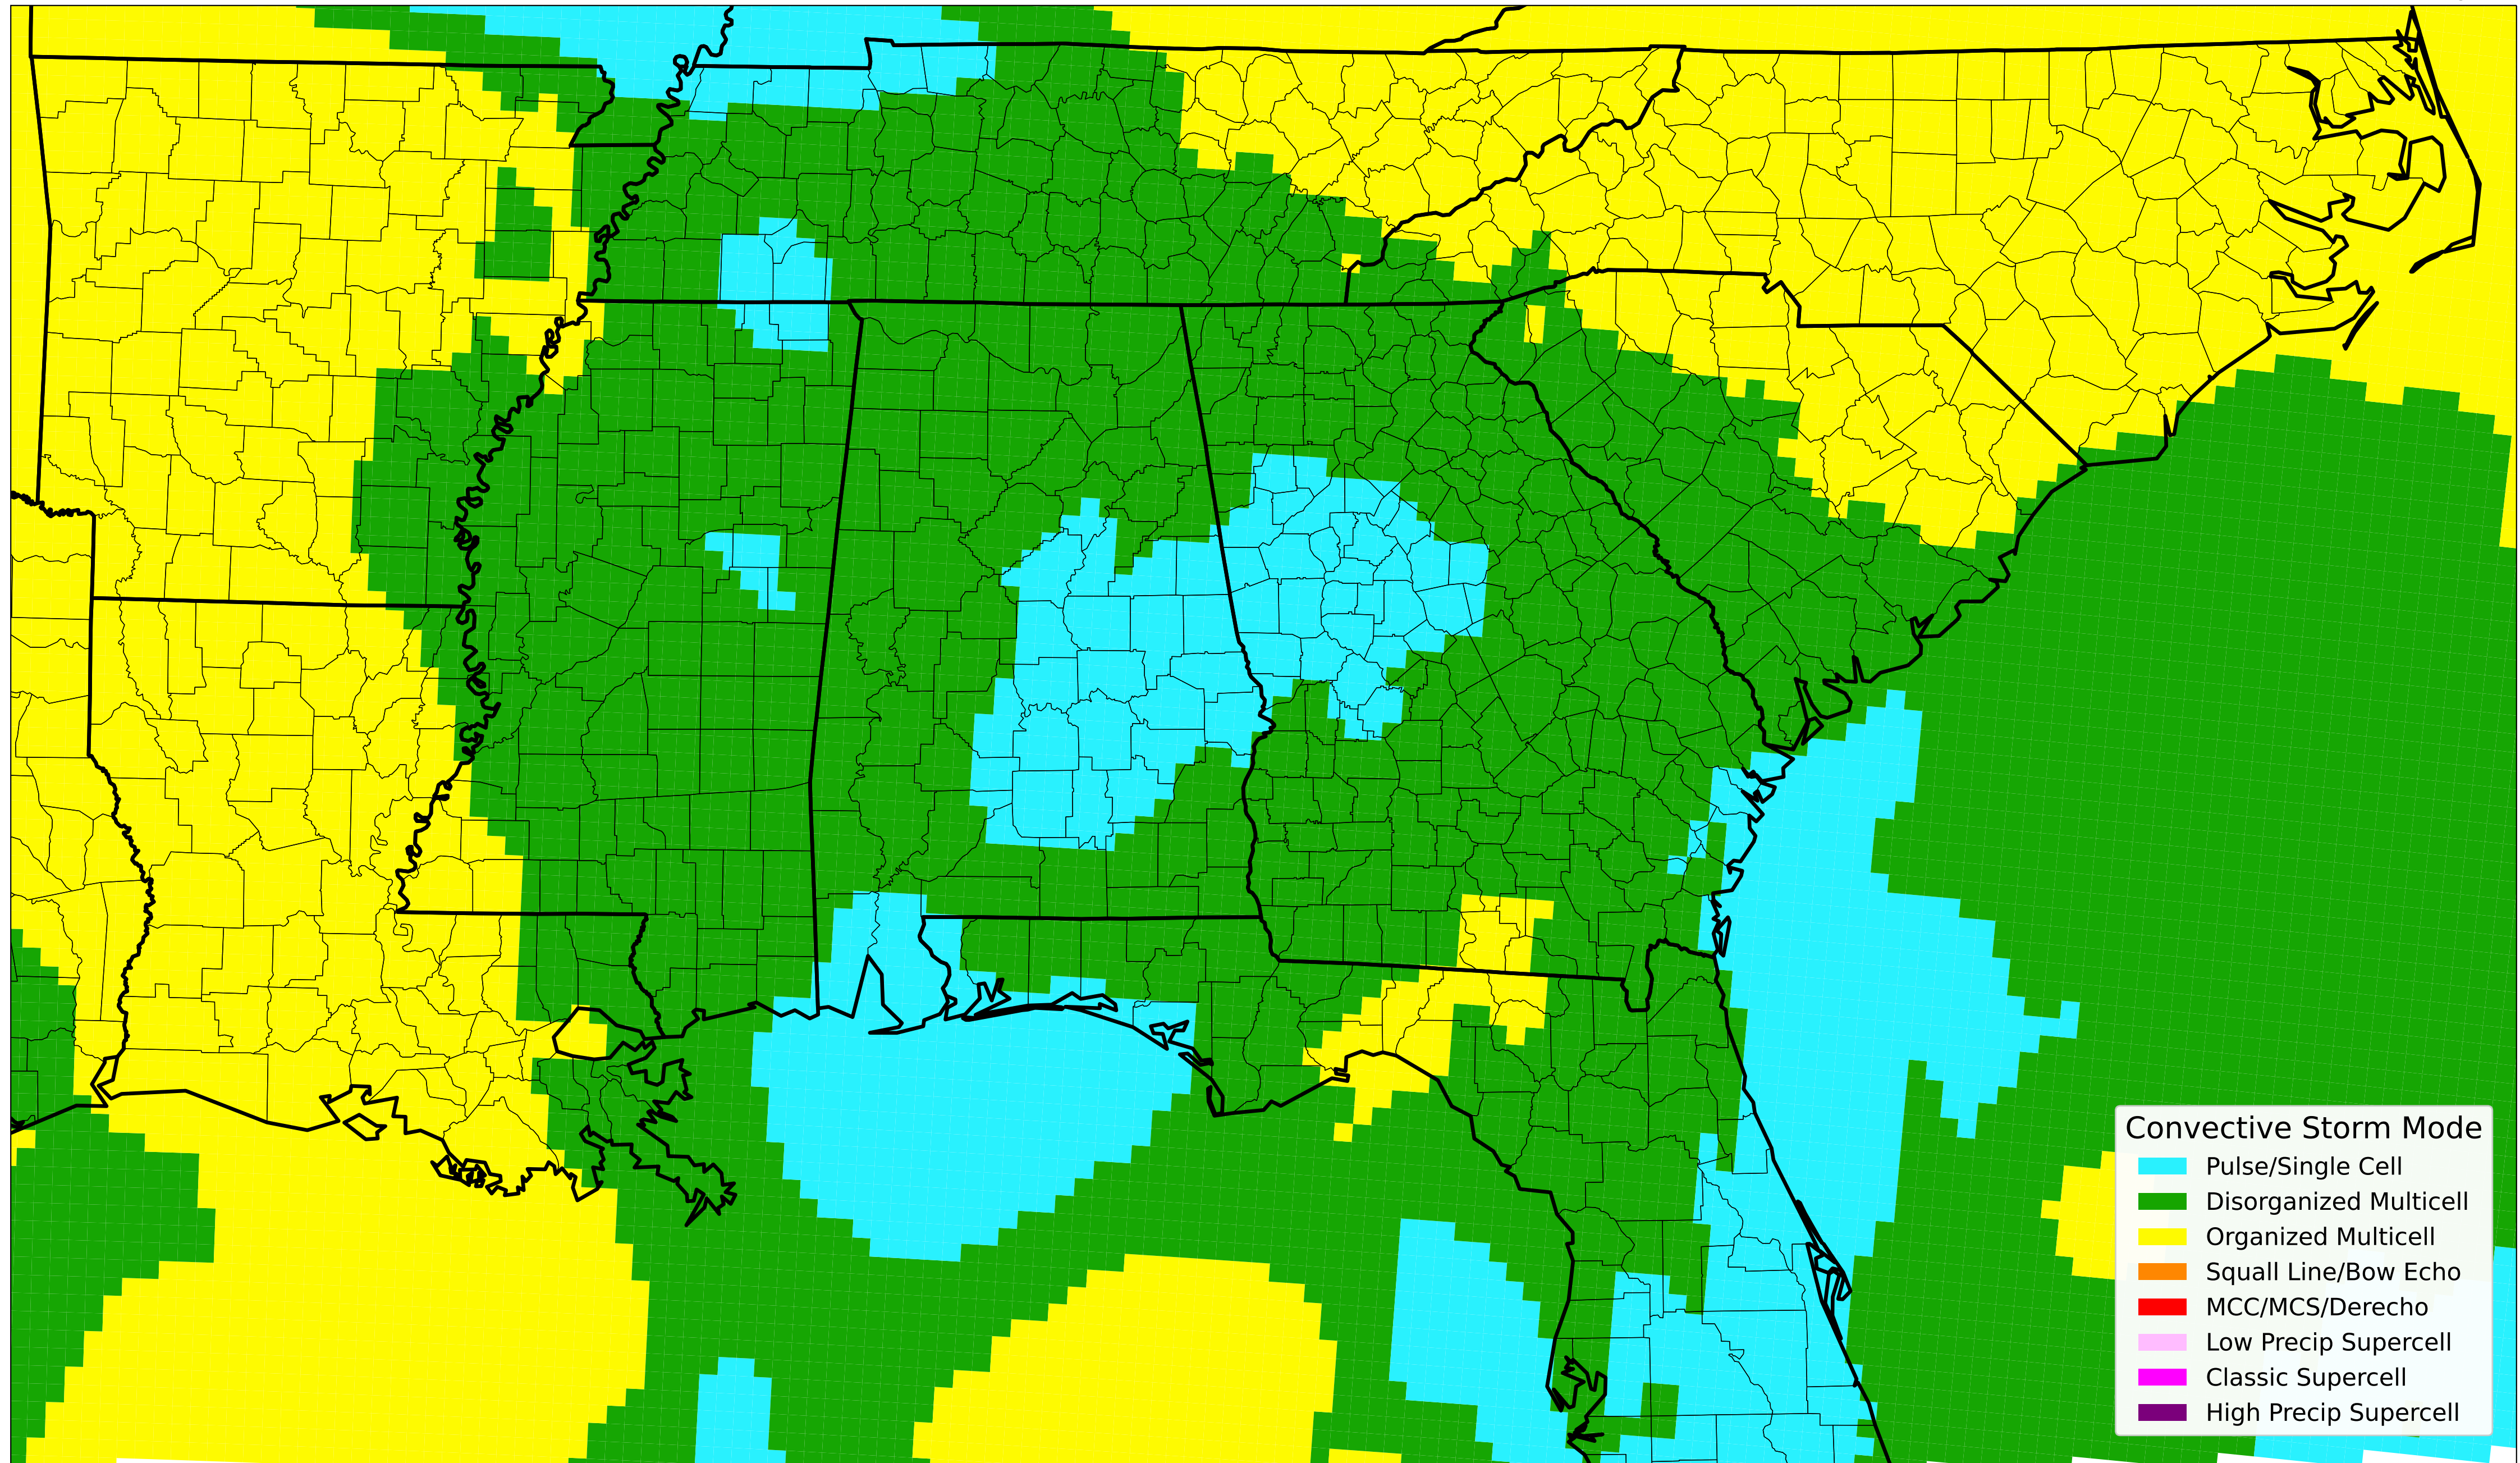 Convective Storm Mode
Pulse/Single Cell
Disorganized Multicell
Organized Multicell
Squall Line/Bow Echo
MCC/MCS/Derecho
Low Precip Supercell
Classic Supercell
High Precip Supercell